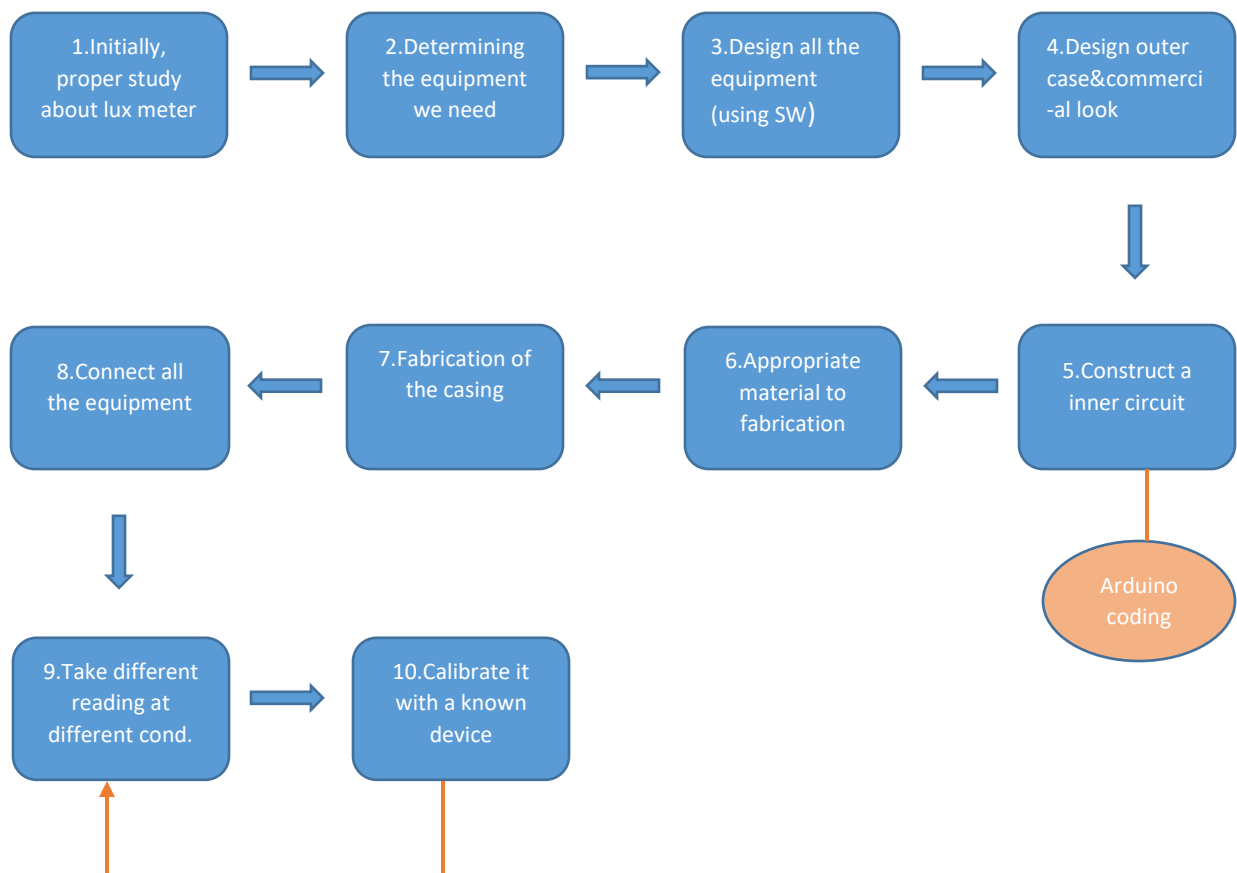 1.Initially,
proper study
about lux meter
2.Determining
the equipment
we need
3.Design all the
equipment
(using SW)
4.Design outer
case&commerci
-al look
5.Construct a
inner circuit
6.Appropriate
material to
fabrication
7.Fabrication of
the casing
8.Connect all
the equipment
Arduino
coding
9.Take different
reading at
different cond.
10.Calibrate it
with a known
device